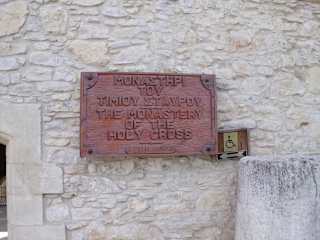 ΜΟΝΑΣΤΗΡΙ
ΤΟΥ
ΤΙΜΙΟΥ ΣΤΑΥΡΟΥ
THE MONASTERY
OF THE
HOLY CROSS